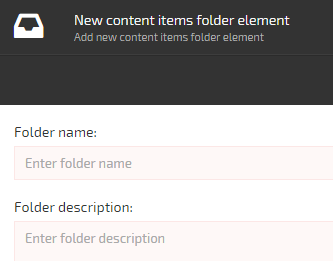 New content items folder element
Add new content items folder element
Folder name:
Enter folder name
Folder description:
Enter folder description